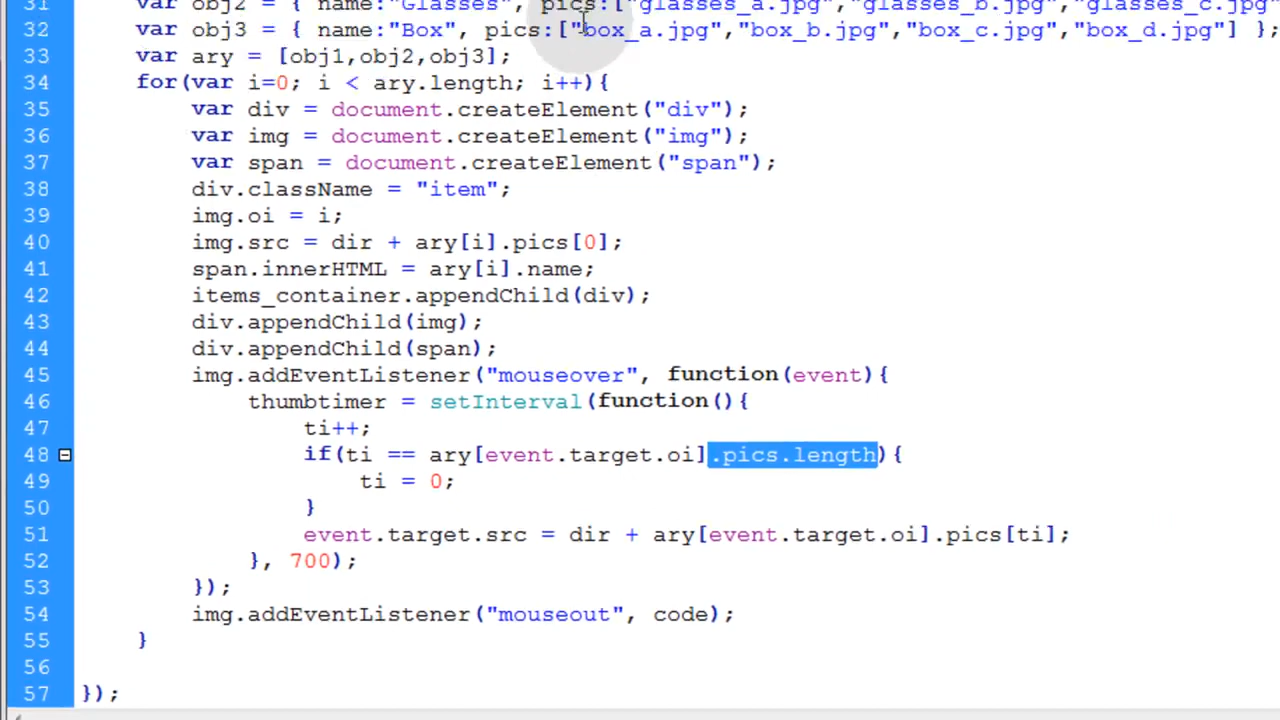 31 var obj2 = { name:"Glasses", pics:["glasses_a.jpg","glasses_b.jpg","glasses_c.jpg"
32 var obj3 = { name:"Box", pics:["box_a.jpg","box_b.jpg","box_c.jpg","box_d.jpg"] };
33 var ary = [obj1,obj2,obj3];
34 for(var i=0; i < ary.length; i++){
35 var div = document.createElement("div");
36 var img = document.createElement("img");
37 var span = document.createElement("span");
38 div.className = "item";
39 img.oi = i;
40 img.src = dir + ary[i].pics[0];
41 span.innerHTML = ary[i].name;
42 items_container.appendChild(div);
43 div.appendChild(img);
44 div.appendChild(span);
45 img.addEventListener("mouseover", function(event){
46 thumbtimer = setInterval(function(){
47 ti++;
48 if(ti == ary[event.target.oi].pics.length){
49 ti = 0;
50 }
51 event.target.src = dir + ary[event.target.oi].pics[ti];
52 }, 700);
53 });
54 img.addEventListener("mouseout", code);
55 }
56
57 });